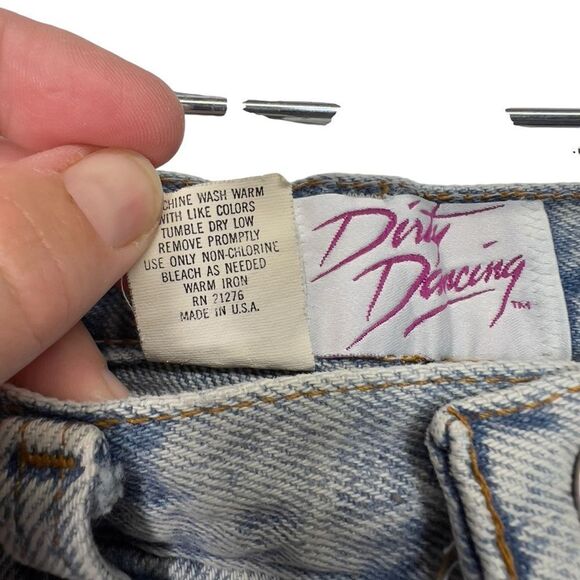 CHINE WASH WARM
WITH LIKE COLORS
TUMBLE DRY LOW
REMOVE PROMPTLY
USE ONLY NON-CHLORINE
BLEACH AS NEEDED
WARM IRON
RN 21276
MADE IN U.S.A.
Dirty
Dancing
TM